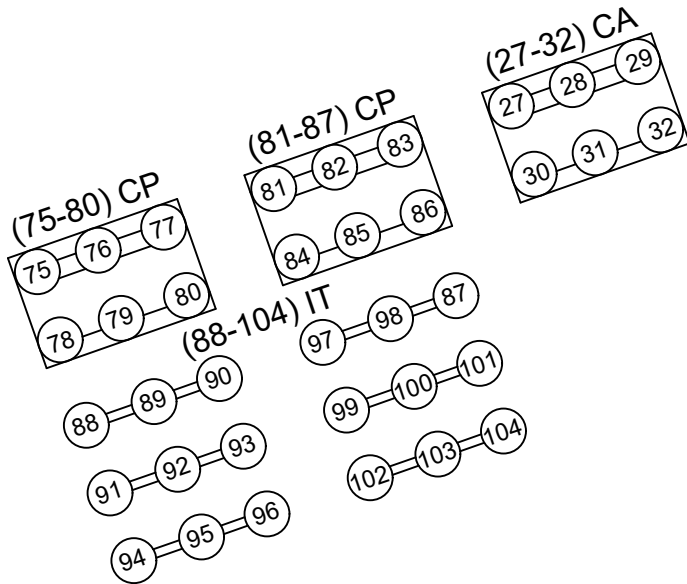 (27-32) CA
27 28 29
30 31 32
(81-87) CP
81 82 83
84 85 86
(75-80) CP
75 76 77
78 79 80
(88-104) IT
97 98 87
88 89 90
99 100 101
91 92 93
102 103 104
94 95 96